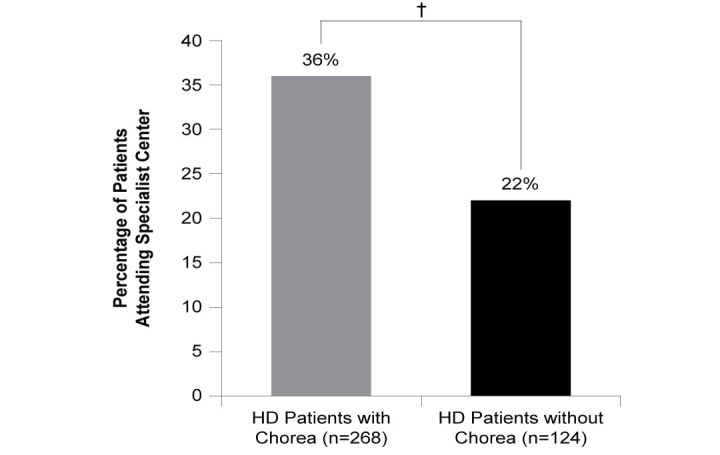 †
40
35
30
25
20
15
10
5
0
Percentage of Patients
Attending Specialist Center
36%
22%
HD Patients with
Chorea (n=268)
HD Patients without
Chorea (n=124)